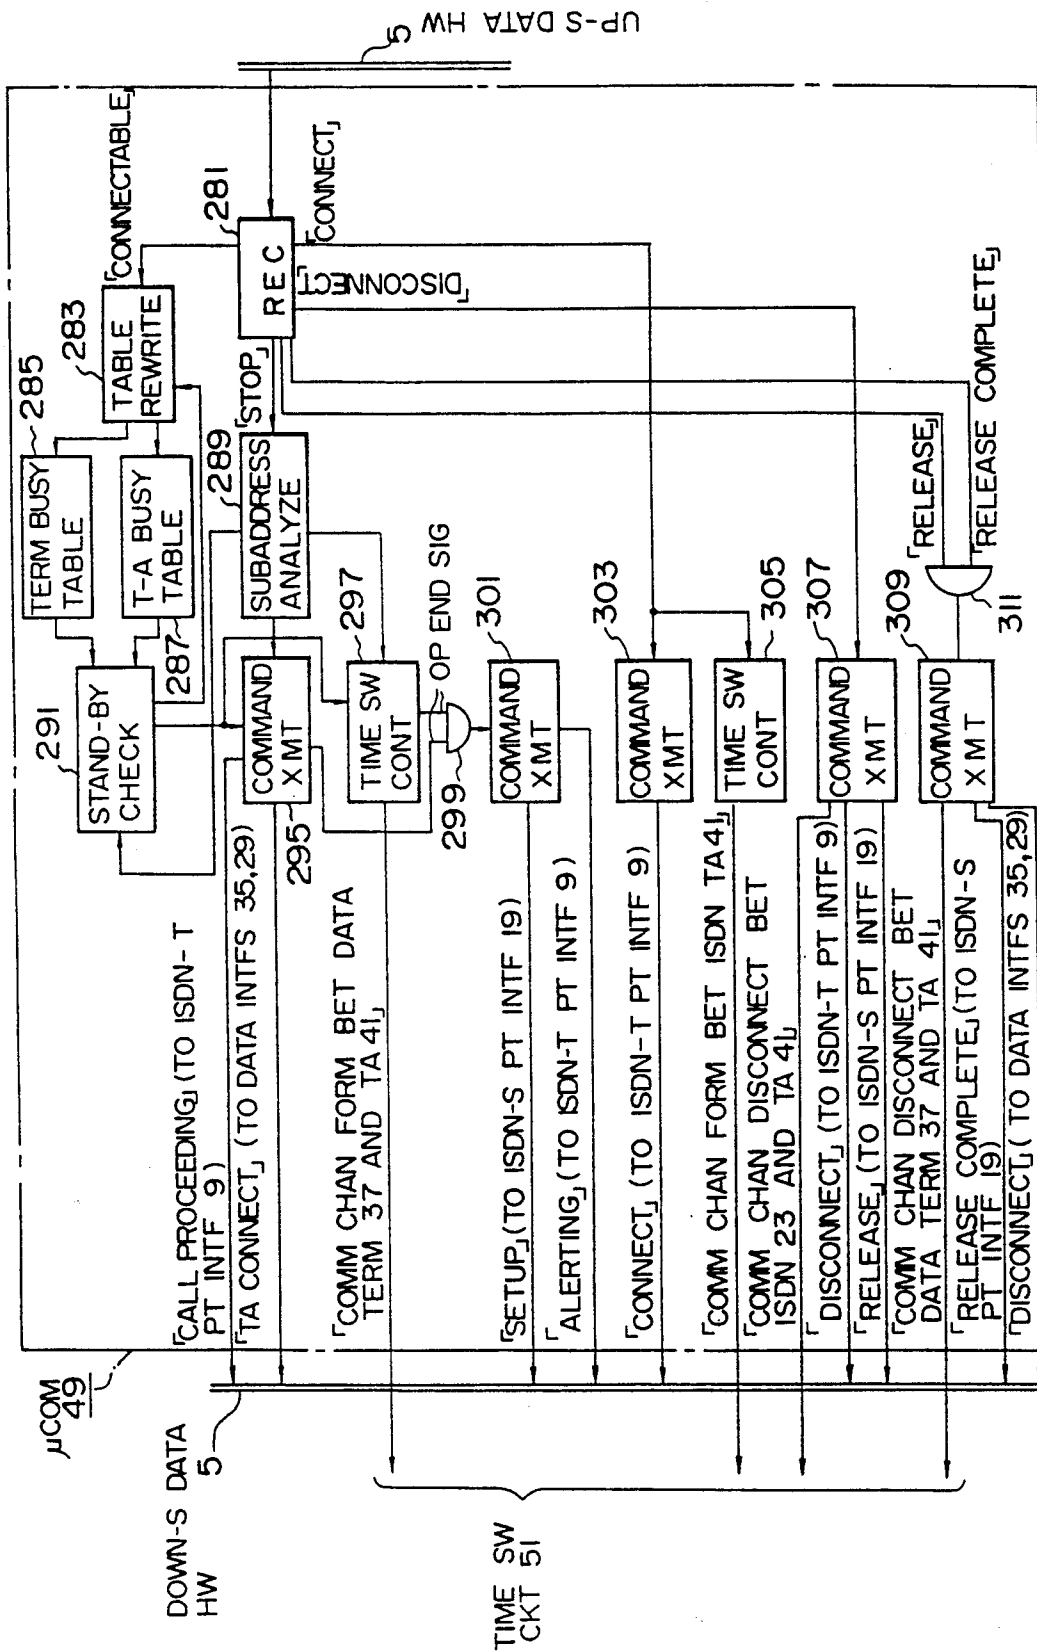 UP-S DATA HW
5
「CONNECTABLE」
281
REC
「CONNECT」
「DISCONNECT」
283
TABLE
REWRITE
285
TERM BUSY
TABLE
T-A BUSY
TABLE
287
「STOP」
289
SUBADDRESS
ANALYZE
291
STAND-BY
CHECK
COMMAND
XMT
295
297
TIME SW
CONT
OP END SIG
299
301
COMMAND
XMT
303
COMMAND
XMT
305
TIME SW
CONT
307
COMMAND
XMT
309
COMMAND
XMT
「RELEASE」
「RELEASE COMPLETE」
311
「CALL PROCEEDING」(TO ISDN-T
PT INTF 9)
「TA CONNECT」(TO DATA INTFS 35,29)
「COMM CHAN FORM BET DATA
TERM 37 AND TA 41」
「SETUP」(TO ISDN-S PT INTF 19)
「ALERTING」(TO ISDN-T PT INTF 9)
「CONNECT」(TO ISDN-T PT INTF 9)
「COMM CHAN FORM BET ISDN TA41」
「COMM CHAN DISCONNECT BET
ISDN 23 AND TA 41」
「DISCONNECT」(TO ISDN-T PT INTF 9)
「RELEASE」(TO ISDN-S PT INTF 19)
「COMM CHAN DISCONNECT BET
DATA TERM 37 AND TA 41」
「RELEASE COMPLETE」(TO ISDN-S
PT INTF 19)
「DISCONNECT」(TO DATA INTFS 35,29)
μCOM
49
DOWN-S DATA
HW 5
TIME SW
CKT 51